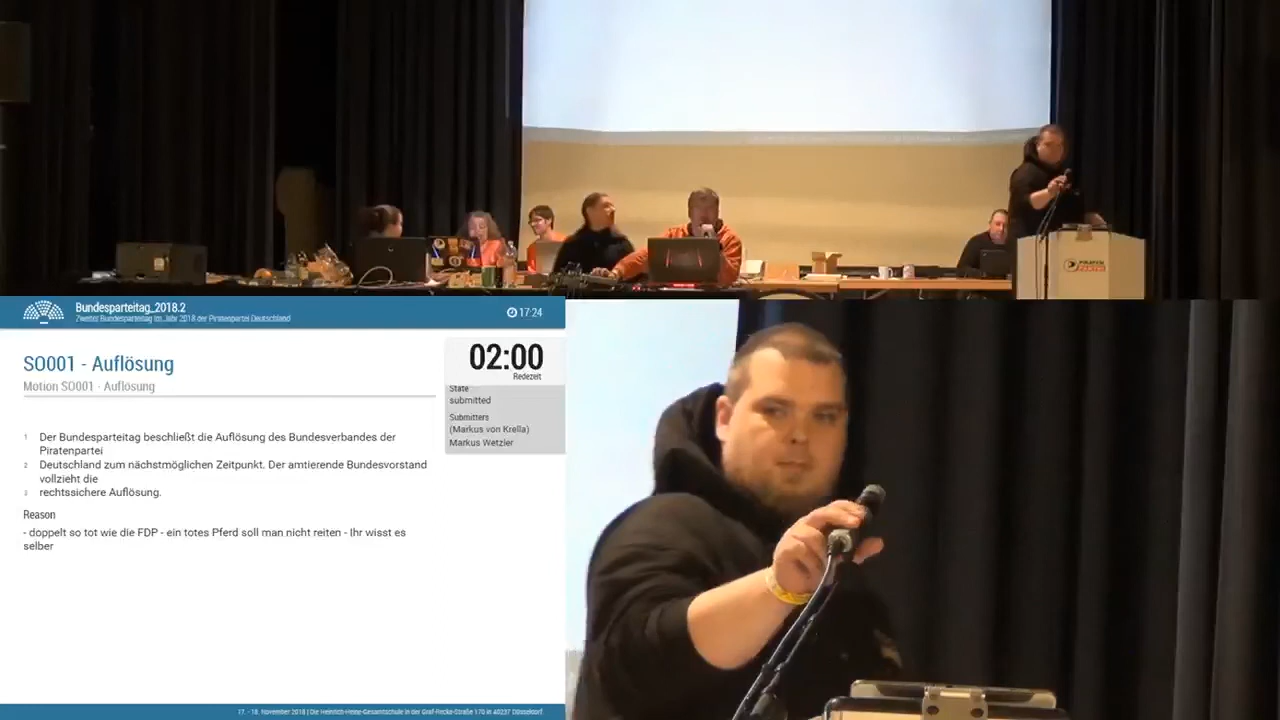 PIRATEN
PARTEI
Bundesparteitag_2018.2
Zweiter Bundesparteitag im Jahr 2018 der Piratenpartei Deutschland
17:24
SO001 - Auflösung
Motion SO001 - Auflösung
02:00
Redezeit
State
submitted
Submitters
(Markus von Krella)
Markus Wetzler
1 Der Bundesparteitag beschließt die Auflösung des Bundesverbandes der
Piratenpartei
2 Deutschland zum nächstmöglichen Zeitpunkt. Der amtierende Bundesvorstand
vollzieht die
3 rechtssichere Auflösung.
Reason
- doppelt so tot wie die FDP - ein totes Pferd soll man nicht reiten - Ihr wisst es
selber
17. - 18. November 2018 | Die Heinrich-Heine-Gesamtschule in der Graf-Recke-Straße 170 in 40237 Düsseldorf